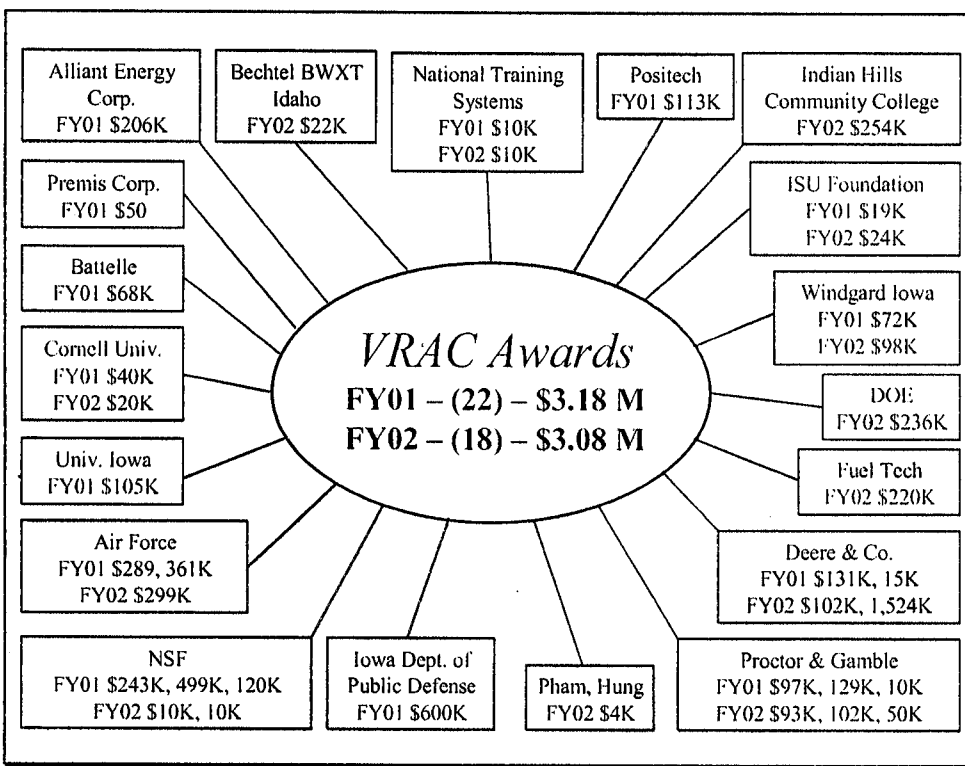 Alliant Energy
Corp.
FY01 $206K
Bechtel BWXT
Idaho
FY02 $22K
National Training
Systems
FY01 $10K
FY02 $10K
Positech
FY01 $113K
Indian Hills
Community College
FY02 $254K
Premis Corp.
FY01 $50
ISU Foundation
FY01 $19K
FY02 $24K
Battelle
FY01 $68K
Windgard Iowa
FY01 $72K
FY02 $98K
Cornell Univ.
FY01 $40K
FY02 $20K
VRAC Awards
FY01 – (22) – $3.18 M
FY02 – (18) – $3.08 M
DOE
FY02 $236K
Univ. Iowa
FY01 $105K
Fuel Tech
FY02 $220K
Air Force
FY01 $289, 361K
FY02 $299K
Deere & Co.
FY01 $131K, 15K
FY02 $102K, 1,524K
NSF
FY01 $243K, 499K, 120K
FY02 $10K, 10K
Iowa Dept. of
Public Defense
FY01 $600K
Pham, Hung
FY02 $4K
Proctor & Gamble
FY01 $97K, 129K, 10K
FY02 $93K, 102K, 50K